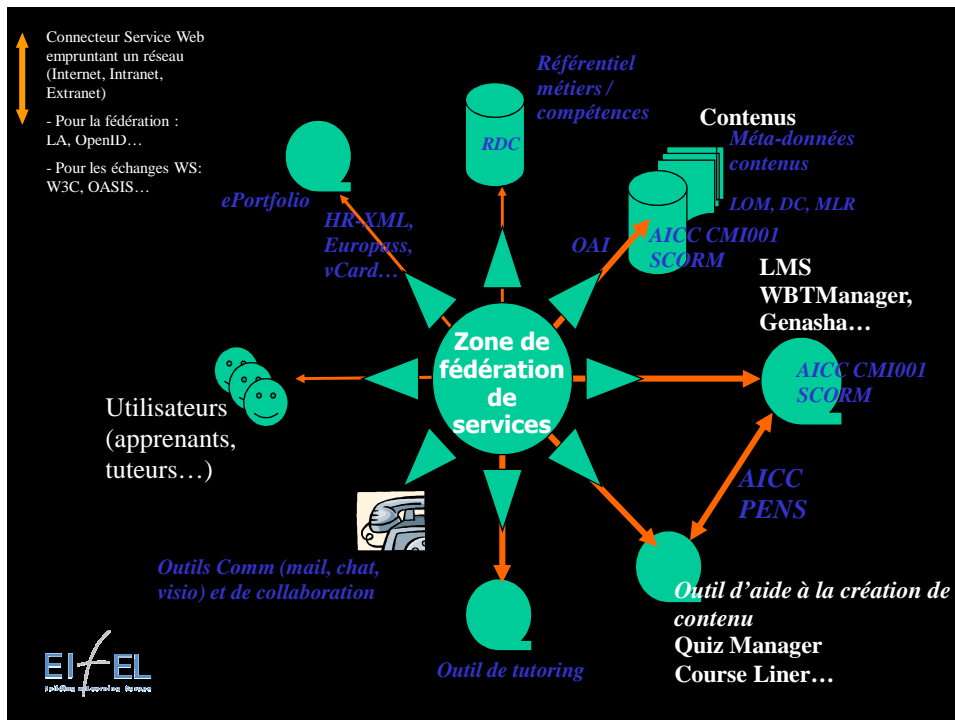 Connecteur Service Web
empruntant un réseau
(Internet, Intranet,
Extranet)
- Pour la fédération :
LA, OpenID…
- Pour les échanges WS:
W3C, OASIS…
Référentiel
métiers /
compétences
RDC
Contenus
Méta-données
contenus
LOM, DC, MLR
ePortfolio
HR-XML,
Europass,
vCard…
OAI
AICC CMI001
SCORM
LMS
WBTManager,
Genasha…
AICC CMI001
SCORM
Zone de
fédération
de
services
Utilisateurs
(apprenants,
tuteurs…)
AICC
PENS
Outils Comm (mail, chat,
visio) et de collaboration
Outil d’aide à la création de
contenu
Quiz Manager
Course Liner…
Outil de tutoring
EIfEL